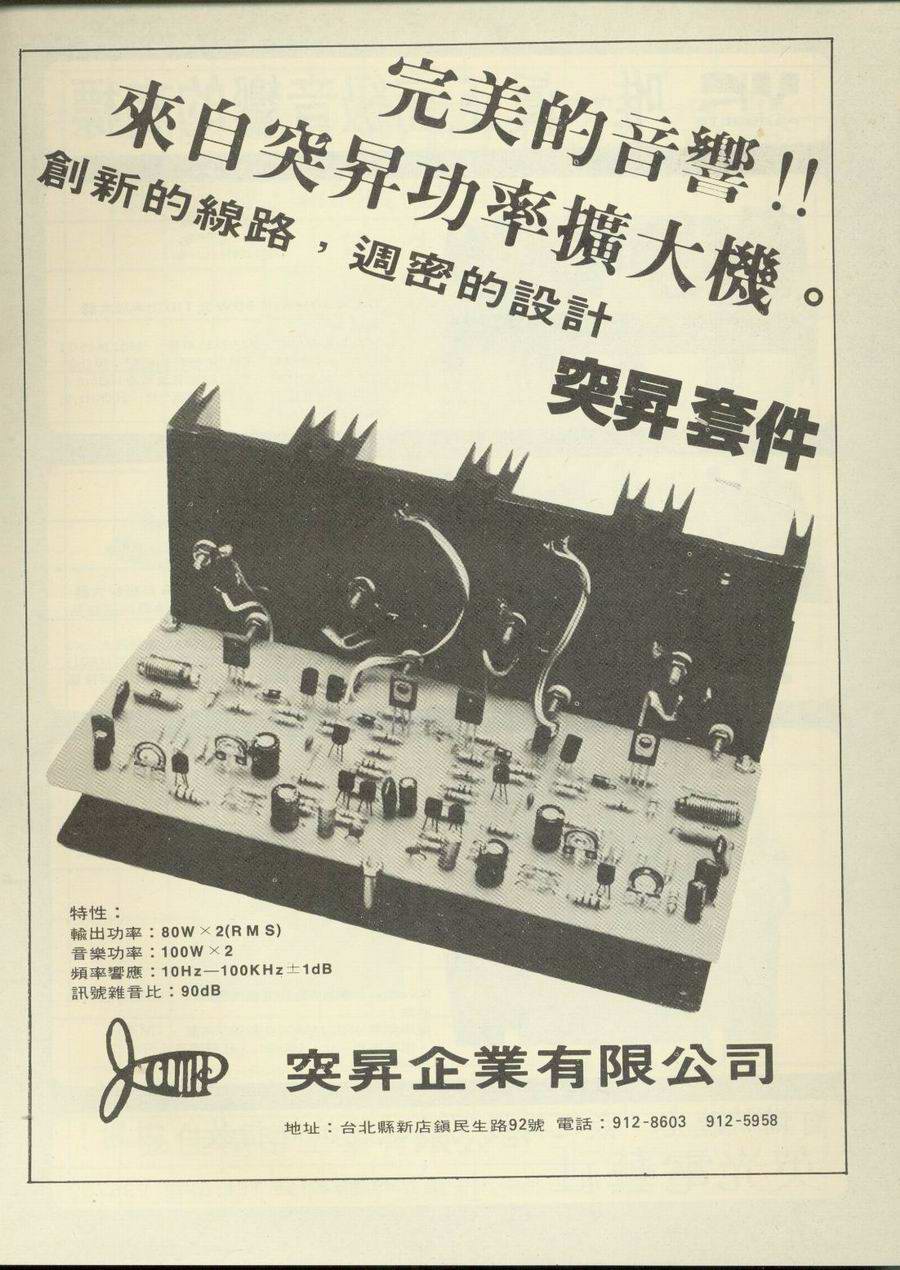 完美的音響!!
來自突昇功率擴大機。
創新的線路，週密的設計
突昇套件
特性：
輸出功率：80W×2(RMS)
音樂功率：100W×2
頻率響應：10Hz—100KHz±1dB
訊號雜音比：90dB
突昇企業有限公司
地址：台北縣新店鎮民生路92號 電話：912-8603 912-5958